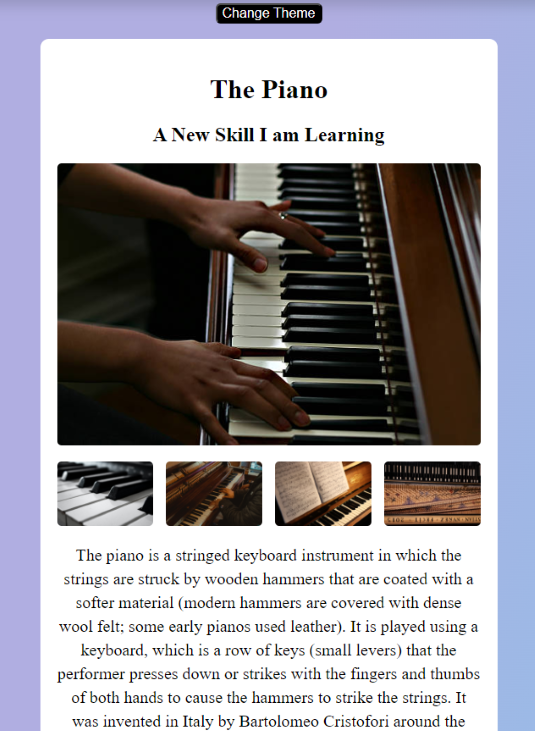 Change Theme
The Piano
A New Skill I am Learning
The piano is a stringed keyboard instrument in which the
strings are struck by wooden hammers that are coated with a
softer material (modern hammers are covered with dense
wool felt; some early pianos used leather). It is played using a
keyboard, which is a row of keys (small levers) that the
performer presses down or strikes with the fingers and thumbs
of both hands to cause the hammers to strike the strings. It
was invented in Italy by Bartolomeo Cristofori around the